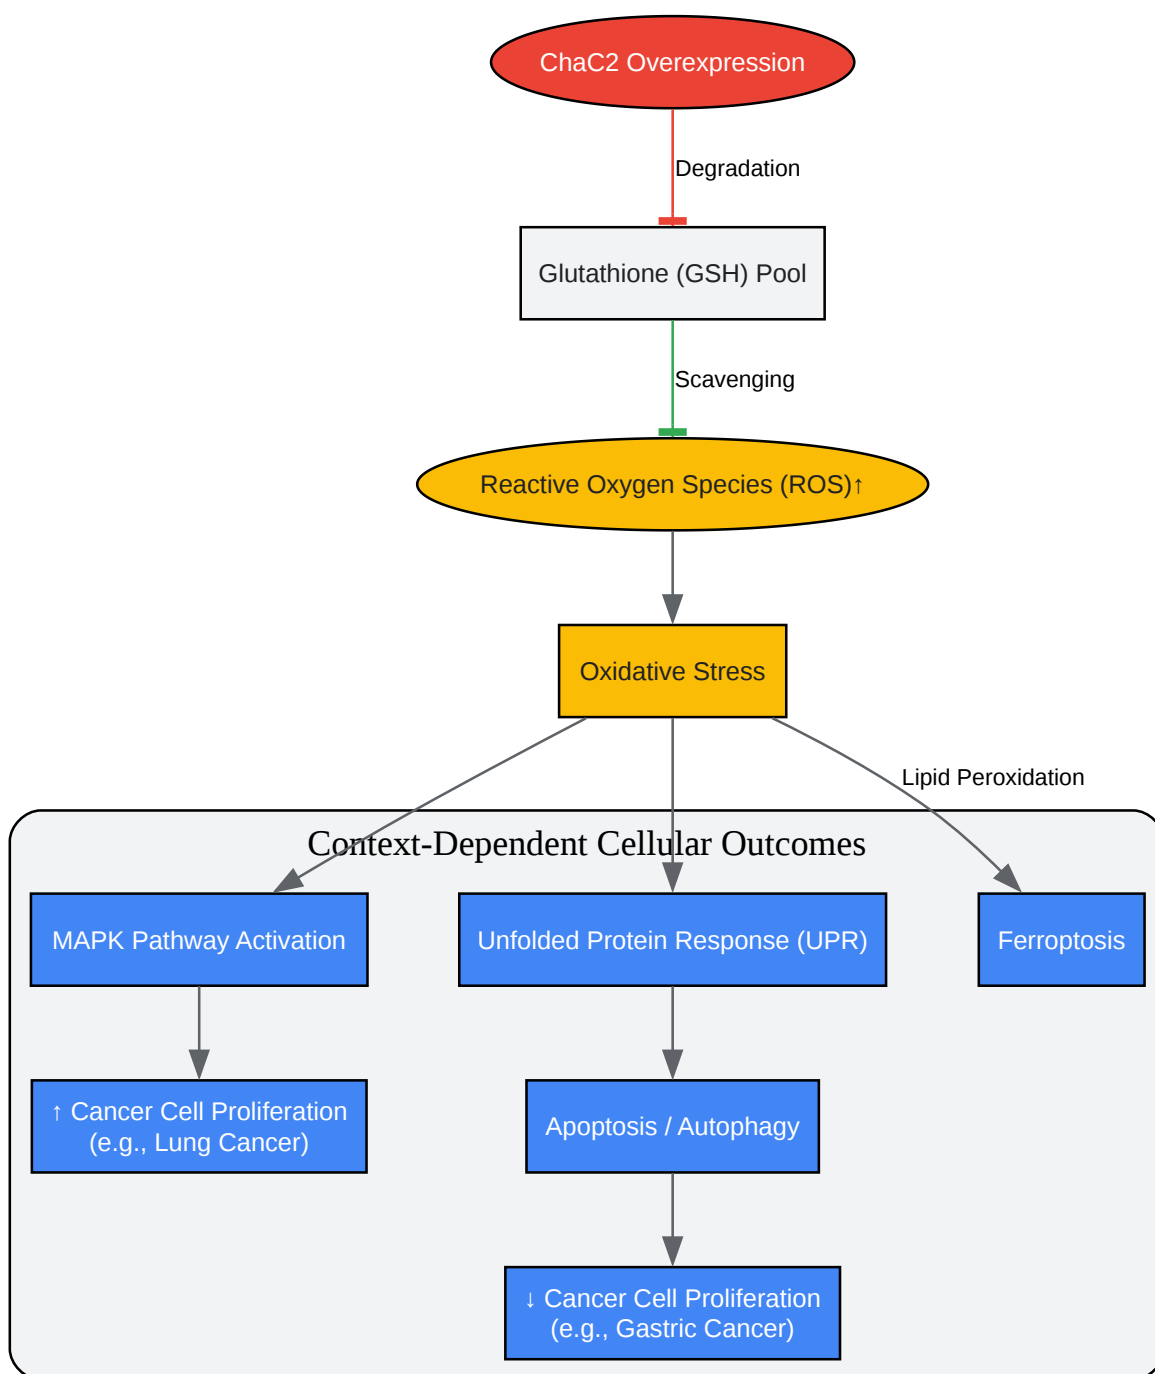 ChaC2 Overexpression
Degradation
Glutathione (GSH) Pool
Scavenging
Reactive Oxygen Species (ROS)↑
Oxidative Stress
Lipid Peroxidation
Context-Dependent Cellular Outcomes
MAPK Pathway Activation
Unfolded Protein Response (UPR)
Ferroptosis
↑ Cancer Cell Proliferation
(e.g., Lung Cancer)
Apoptosis / Autophagy
↓ Cancer Cell Proliferation
(e.g., Gastric Cancer)